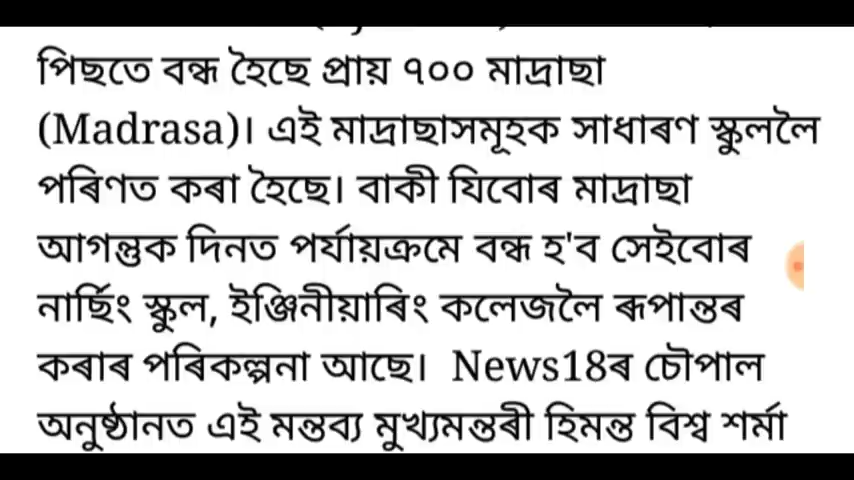 পিছতে বন্ধ হৈছে প্ৰায় ৭০০ মাদ্ৰাছা
(Madrasa)। এই মাদ্ৰাছাসমূহক সাধাৰণ স্কুললৈ
পৰিণত কৰা হৈছে। বাকী যিবোৰ মাদ্ৰাছা
আগন্তুক দিনত পৰ্যায়ক্ৰমে বন্ধ হ'ব সেইবোৰ
নাৰ্ছিং স্কুল, ইঞ্জিনীয়াৰিং কলেজলৈ ৰূপান্তৰ
কৰাৰ পৰিকল্পনা আছে। News18ৰ চৌপাল
অনুষ্ঠানত এই মন্তব্য মুখ্যমন্তৰী হিমন্ত বিশ্ব শৰ্মা